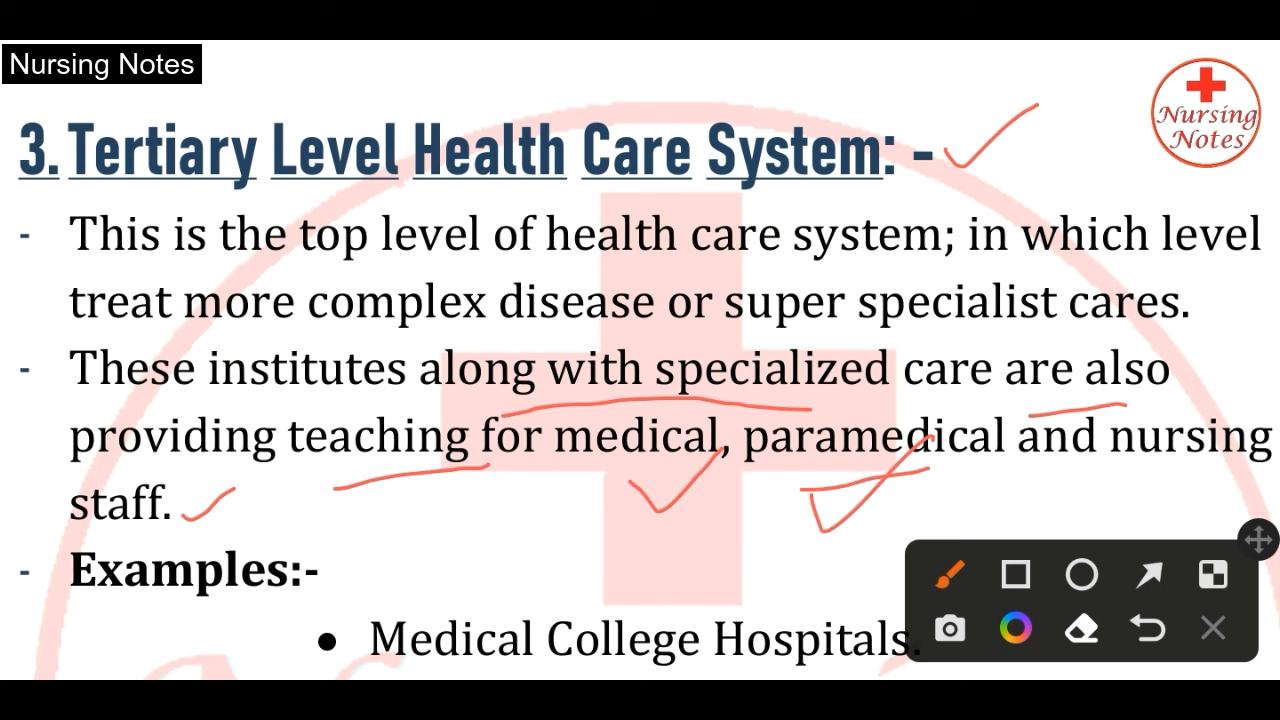 Nursing Notes
Nursing
Notes
3. Tertiary Level Health Care System: -
- This is the top level of health care system; in which level
treat more complex disease or super specialist cares.
- These institutes along with specialized care are also
providing teaching for medical, paramedical and nursing
staff.
- Examples:-
• Medical College Hospitals.